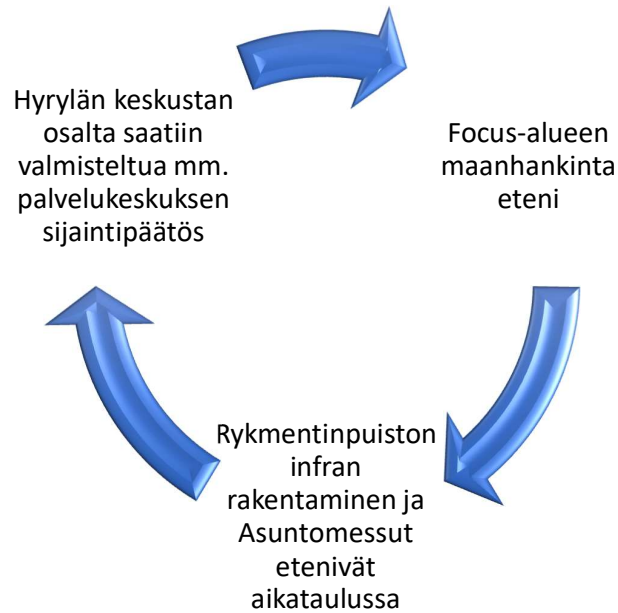 Hyrylän keskustan
osalta saatiin
valmisteltua mm.
palvelukeskuksen
sijaintipäätös
Focus-alueen
maanhankinta
eteni
Rykmentinpuiston
infran
rakentaminen ja
Asuntomessut
etenivät
aikataulussa